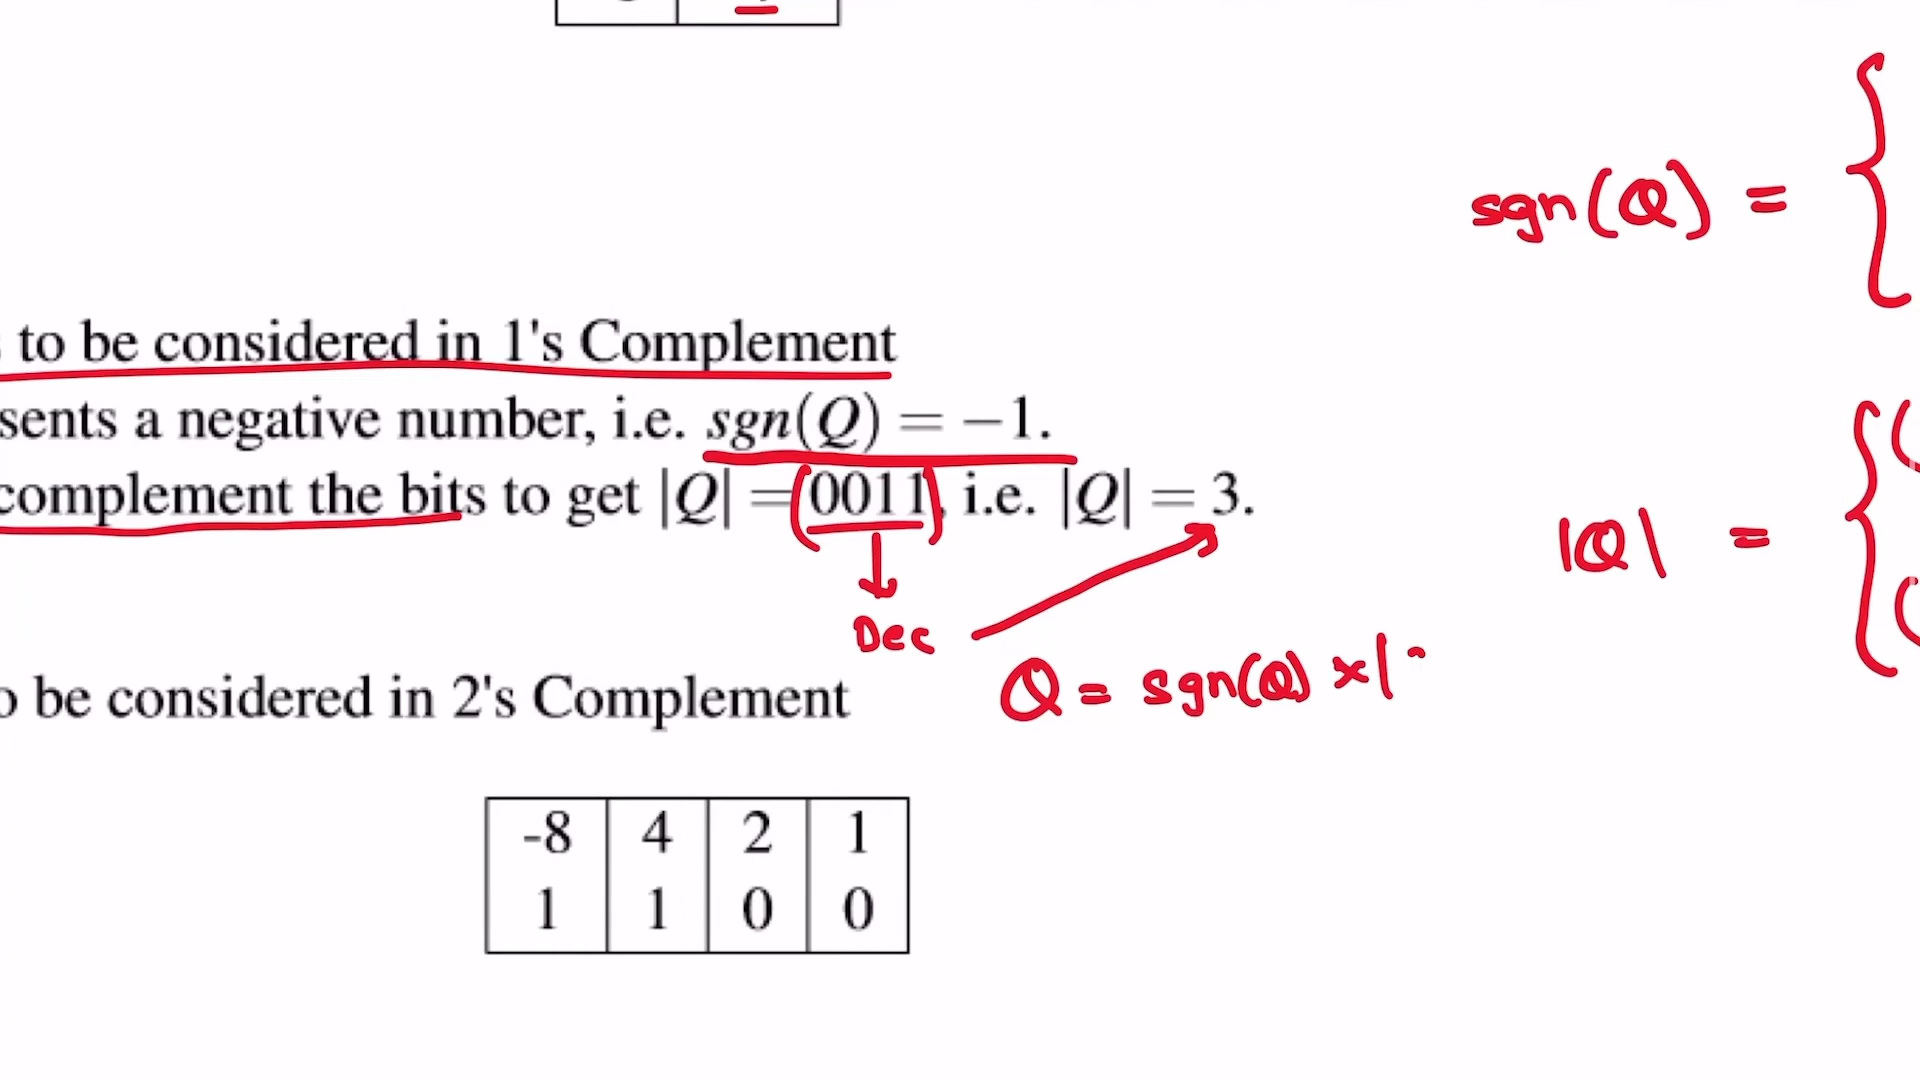 sgn(Q) = {
to be considered in 1's Complement
sents a negative number, i.e. sgn(Q) = −1.
complement the bits to get |Q| = (0011), i.e. |Q| = 3.
|Q| = {
Dec
Q = sgn(Q) × |
o be considered in 2's Complement
-8 4 2 1
1 1 0 0